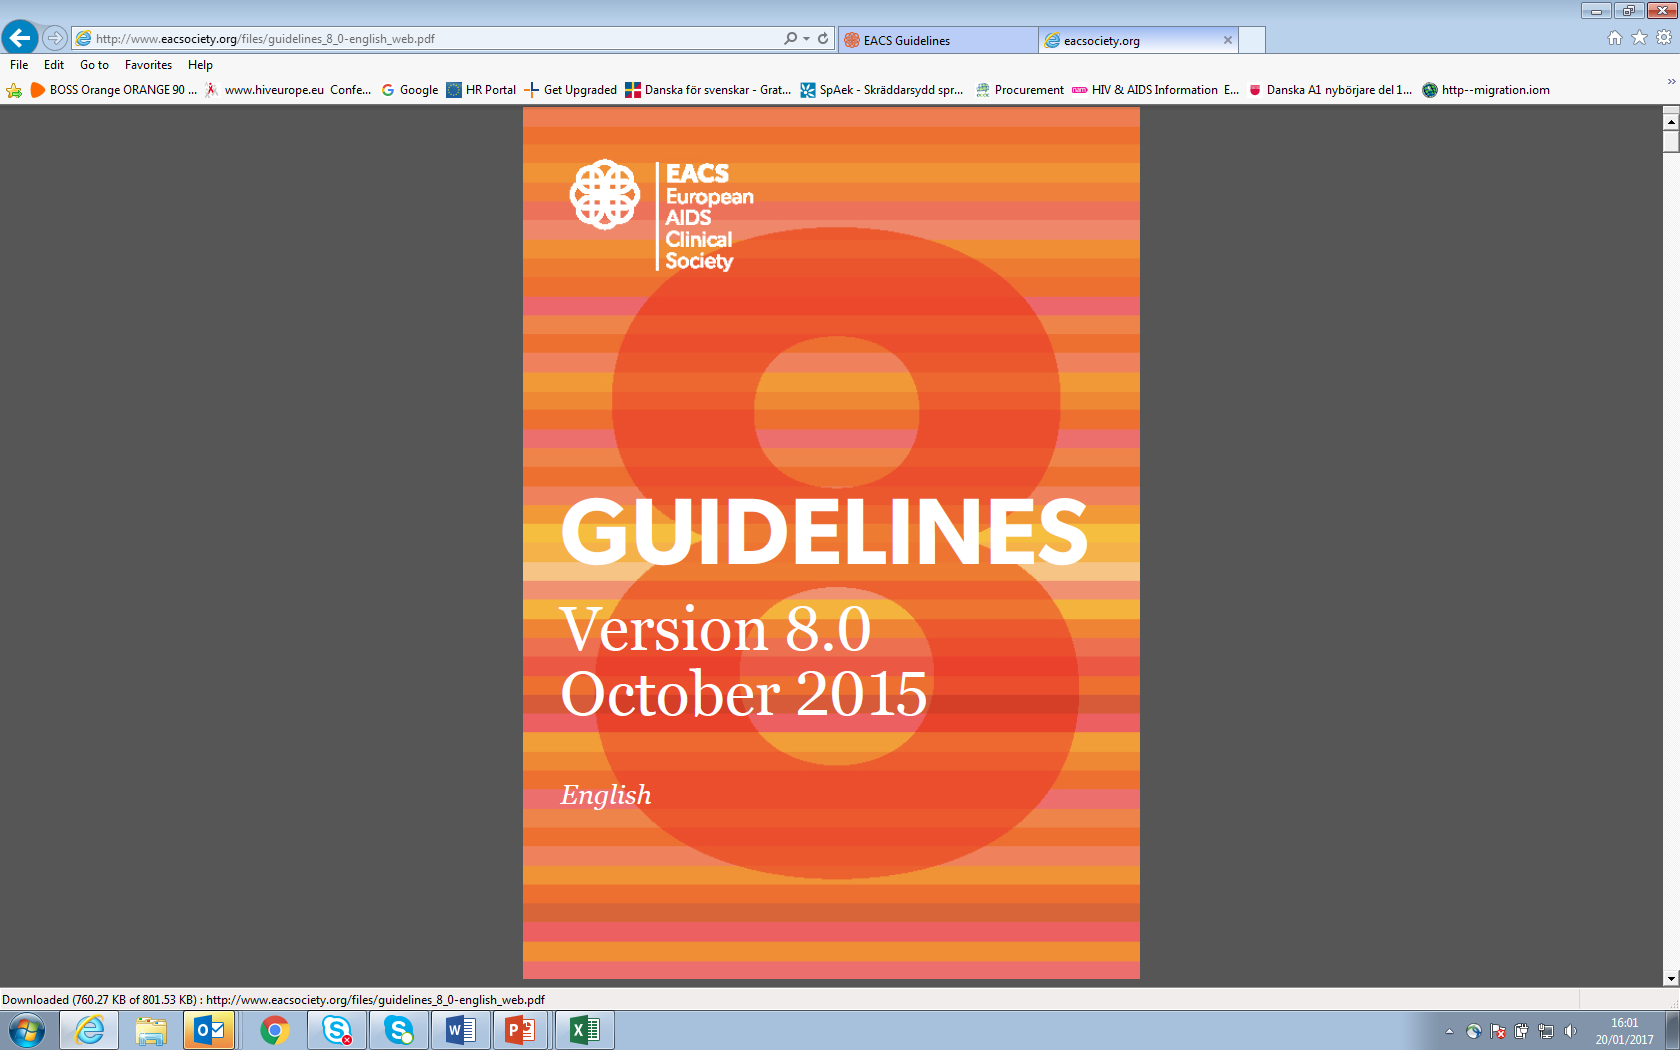 http://www.eacsociety.org/files/guidelines_8_0-english_web.pdf
EACS Guidelines
eacsociety.org
File Edit Go to Favorites Help
BOSS Orange ORANGE 90 ... www.hiveurope.eu Confe... Google HR Portal Get Upgraded Danska för svenskar - Grat... SpAek - Skräddarsydd spr... Procurement HIV & AIDS Information E... Danska A1 nybörjare del 1... http--migration.iom
EACS
European
AIDS
Clinical
Society
8
GUIDELINES
Version 8.0
October 2015
English
Downloaded (760.27 KB of 801.53 KB) : http://www.eacsociety.org/files/guidelines_8_0-english_web.pdf
16:01
20/01/2017